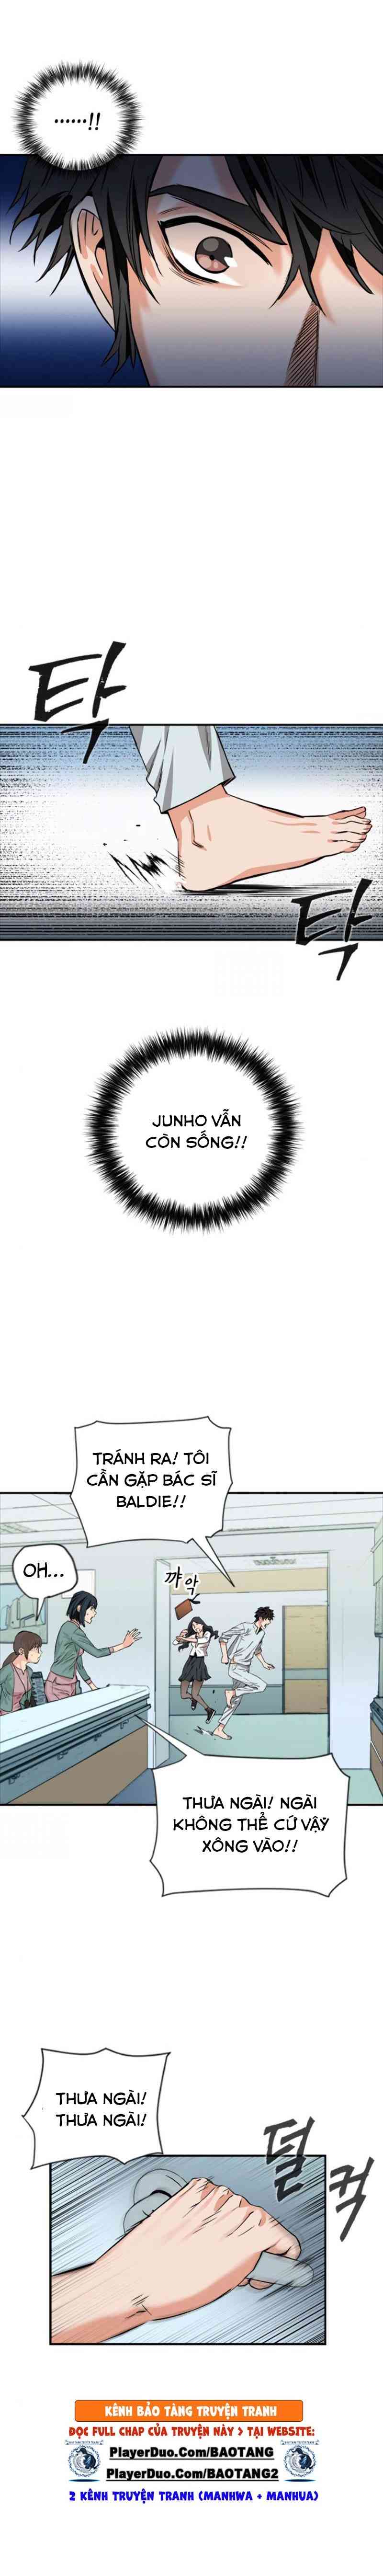 ......!!
탁
탁
JUNHO VẪN
CÒN SỐNG!!
TRÁNH RA! TÔI
CẦN GẶP BÁC SĨ
BALDIE!!
OH...
꺄악
THƯA NGÀI! NGÀI
KHÔNG THỂ CỨ VẬY
XÔNG VÀO!!
THƯA NGÀI!
THƯA NGÀI!
덜컥
KÊNH BẢO TÀNG TRUYỆN TRANH
ĐỌC FULL CHAP CỦA TRUYỆN NÀY > TẠI WEBSITE:
PLAYERDUO.COM/BAOTANG
PLAYERDUO.COM/BAOTANG2
2 KÊNH TRUYỆN TRANH (MANHWA + MANHUA)